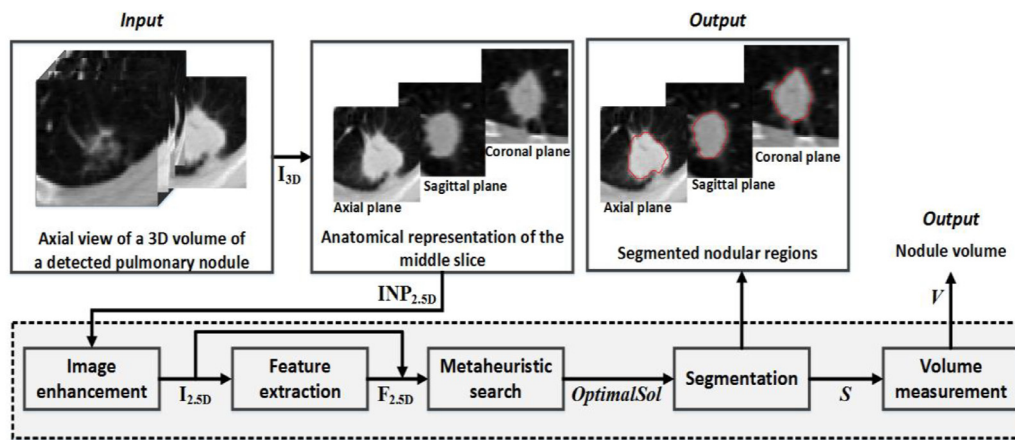 Input
Output
Axial plane
Sagittal plane
Coronal plane
Axial view of a 3D volume of
a detected pulmonary nodule
I3D
Anatomical representation of the
middle slice
Axial plane
Sagittal plane
Coronal plane
Segmented nodular regions
Output
Nodule volume
INP2.5D
V
Image
enhancement
I2.5D
Feature
extraction
F2.5D
Metaheuristic
search
OptimalSol
Segmentation
S
Volume
measurement